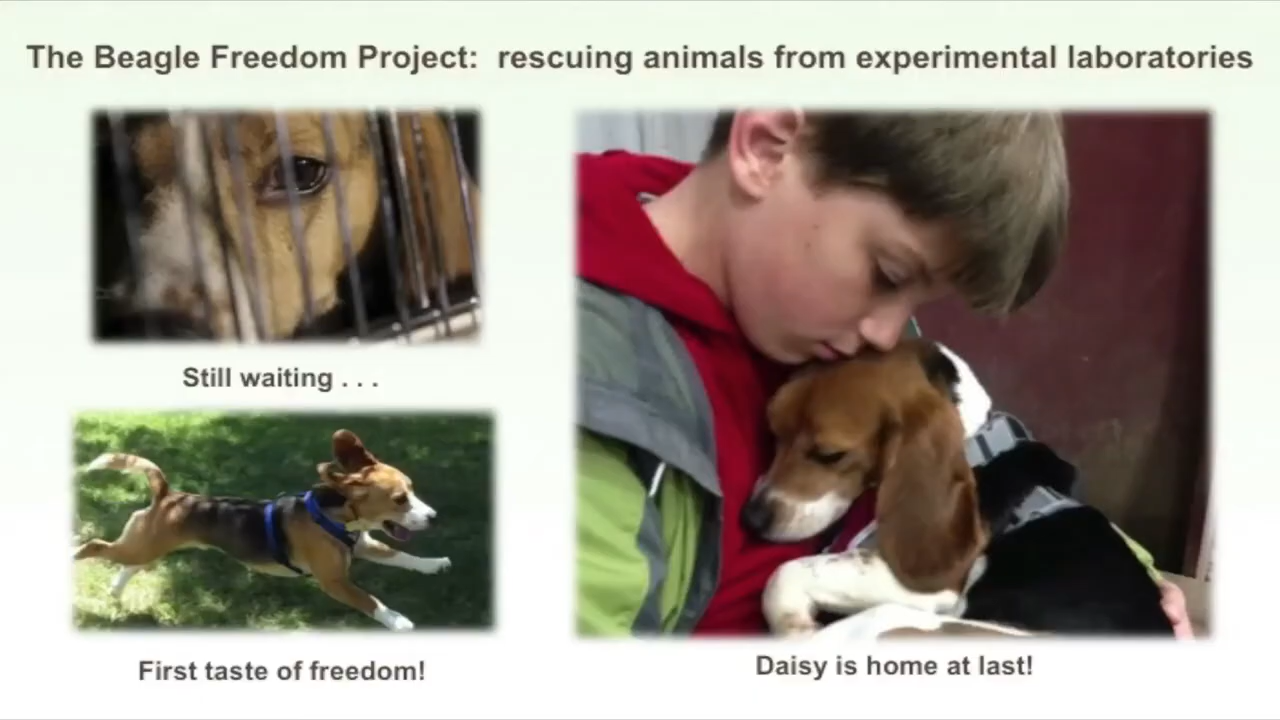 The Beagle Freedom Project: rescuing animals from experimental laboratories
Still waiting . . .
First taste of freedom!
Daisy is home at last!